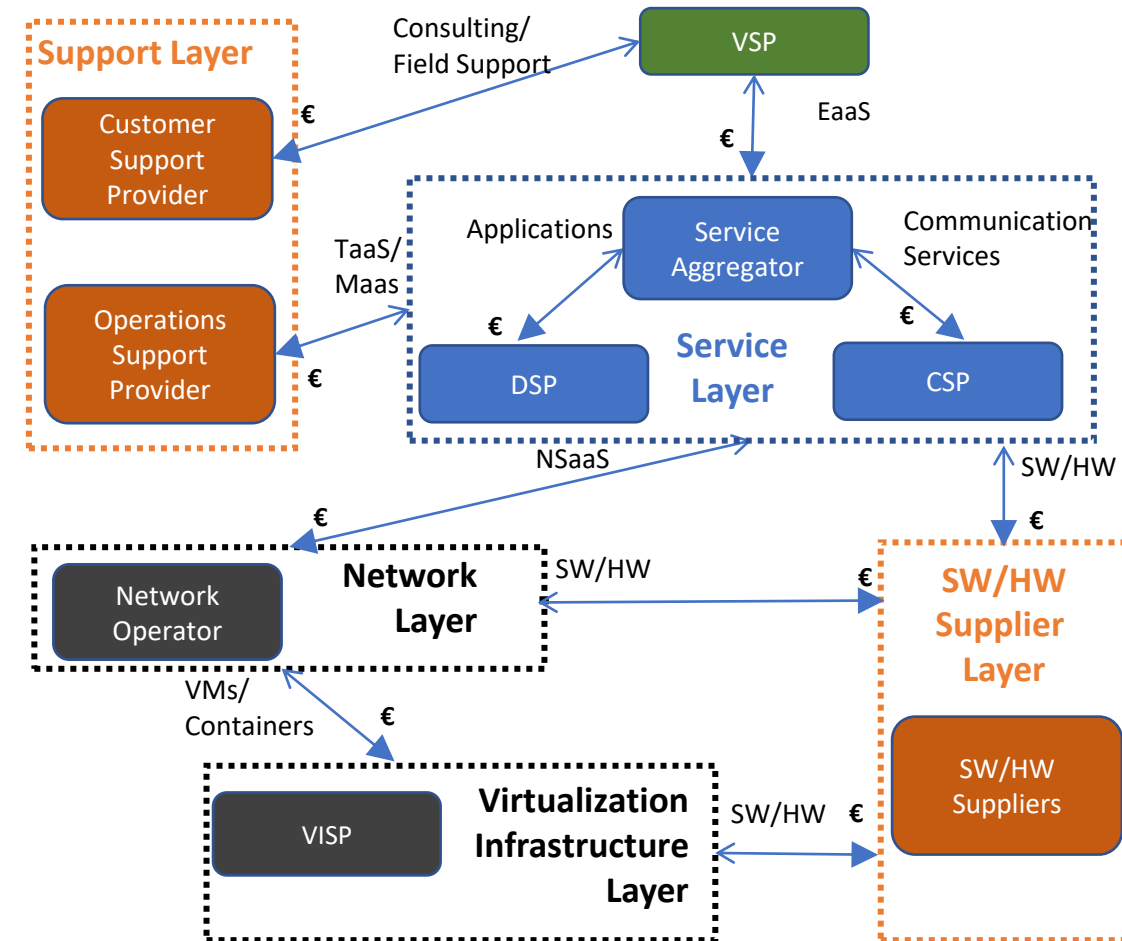 Support Layer
Consulting/
Field Support
VSP
Customer
Support
Provider
€
EaaS
€
TaaS/
Maas
Operations
Support
Provider
€
Applications
Service
Aggregator
Communication
Services
€
€
Service
Layer
DSP
CSP
NSaaS
€
SW/HW
€
Network
Operator
Network
Layer
SW/HW
€
SW/HW
Supplier
Layer
SW/HW
Suppliers
VMs/
Containers
€
VISP
Virtualization
Infrastructure
Layer
SW/HW
€